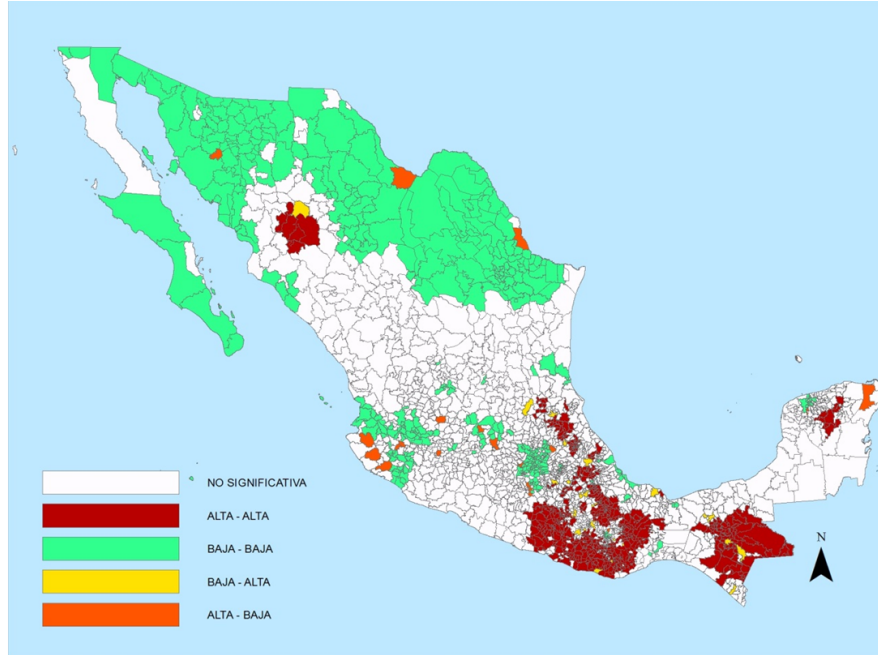 NO SIGNIFICATIVA
ALTA - ALTA
BAJA - BAJA
BAJA - ALTA
ALTA - BAJA
N